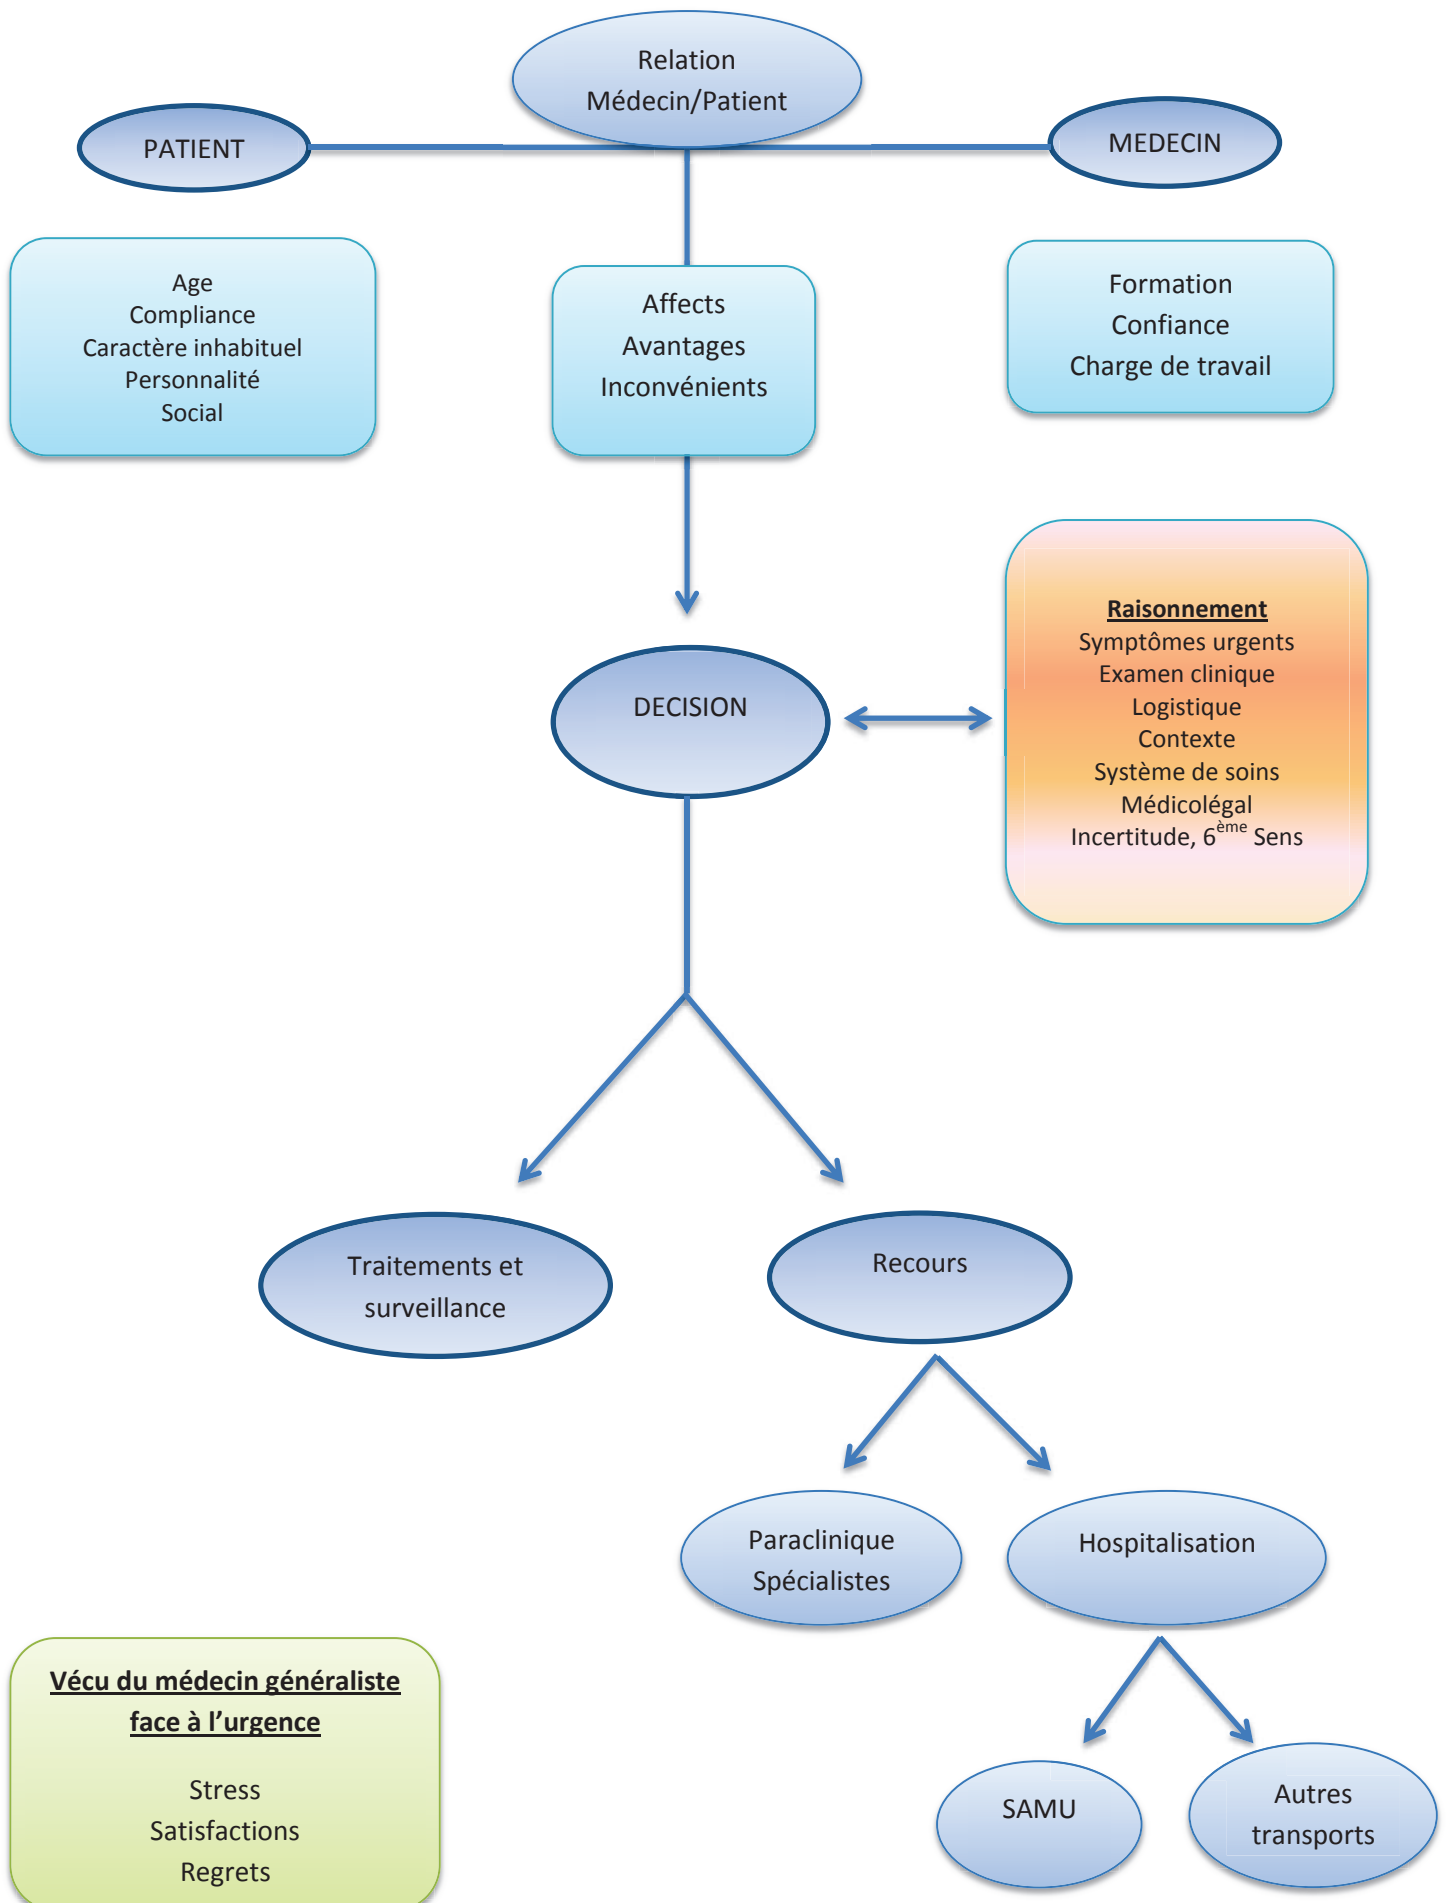 Relation
Médecin/Patient
PATIENT
MEDECIN
Age
Compliance
Caractère inhabituel
Personnalité
Social
Affects
Avantages
Inconvénients
Formation
Confiance
Charge de travail
Raisonnement
Symptômes urgents
Examen clinique
Logistique
Contexte
Système de soins
Médicolégal
Incertitude, 6ème Sens
DECISION
Traitements et
surveillance
Recours
Paraclinique
Spécialistes
Hospitalisation
Vécu du médecin généraliste
face à l’urgence
Stress
Satisfactions
Regrets
SAMU
Autres
transports